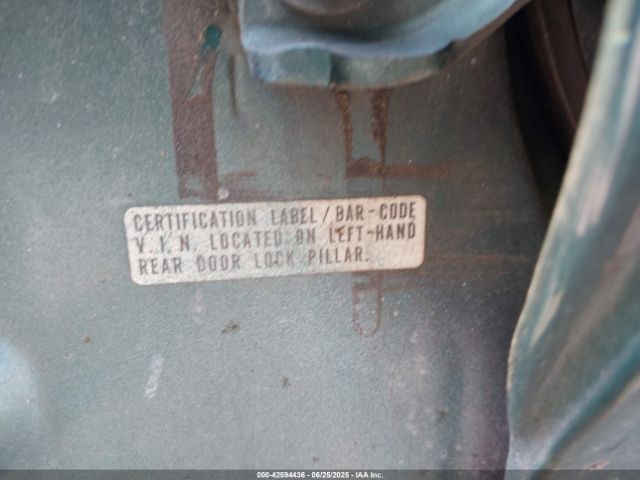 CERTIFICATION LABEL/BAR-CODE
V.I.N. LOCATED ON LEFT-HAND
REAR DOOR LOCK PILLAR.
000-42594436 | 06/25/2025 | IAA Inc.